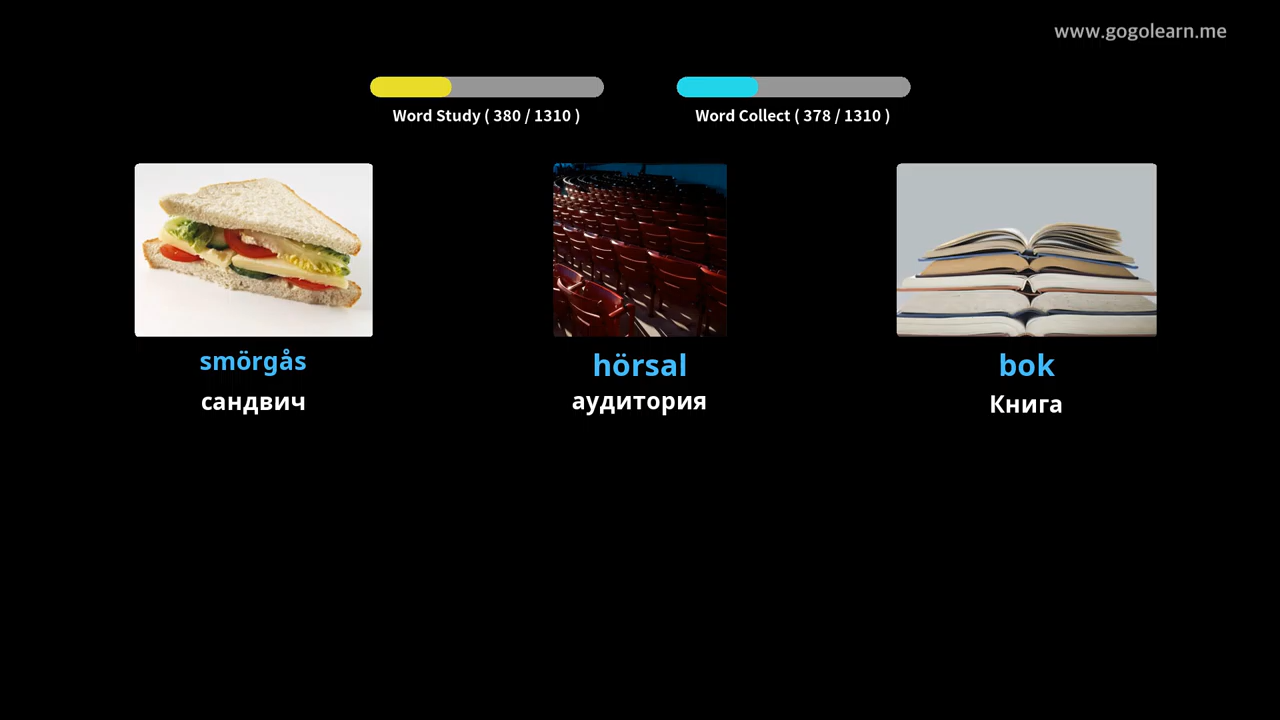 www.gogolearn.me
Word Study ( 380 / 1310 )
Word Collect ( 378 / 1310 )
smörgås
сандвич
hörsal
аудитория
bok
Книга